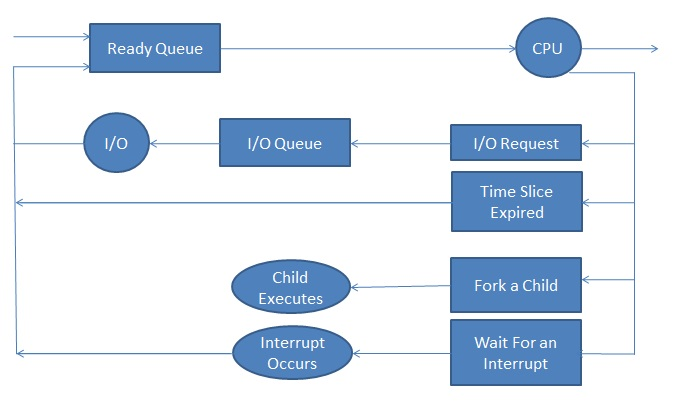 Ready Queue
CPU
I/O
I/O Queue
I/O Request
Time Slice
Expired
Child
Executes
Fork a Child
Interrupt
Occurs
Wait For an
Interrupt